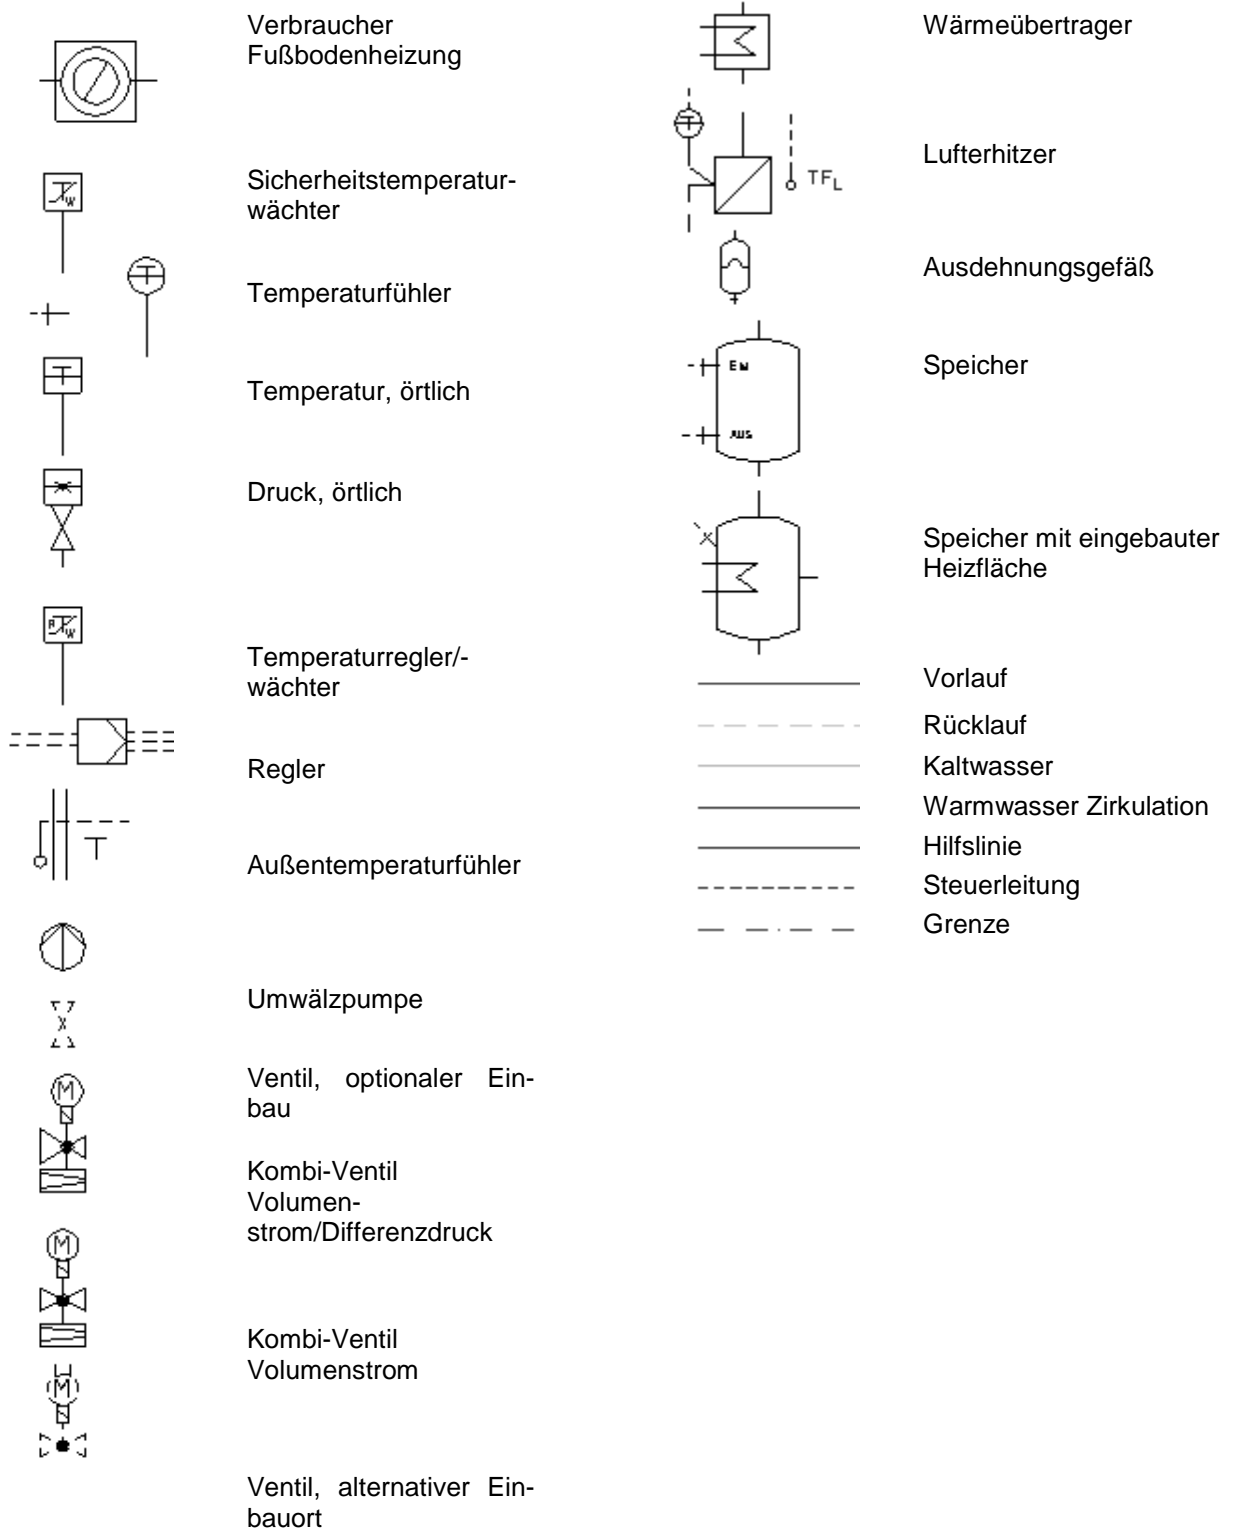 Verbraucher
Fußbodenheizung
W
Sicherheitstemperatur-
wächter
T
Temperaturfühler
T
Temperatur, örtlich
Druck, örtlich
R
W
Temperaturregler/-
wächter
Regler
T
Außentemperaturfühler
Umwälzpumpe
Ventil, optionaler Ein-
bau
M
Kombi-Ventil
Volumen-
strom/Differenzdruck
M
Kombi-Ventil
Volumenstrom
M
Ventil, alternativer Ein-
bauort
Wärmeübertrager
T
TFL
Lufterhitzer
Ausdehnungsgefäß
EIN
AUS
Speicher
Speicher mit eingebauter
Heizfläche
Vorlauf
Rücklauf
Kaltwasser
Warmwasser Zirkulation
Hilfslinie
Steuerleitung
Grenze